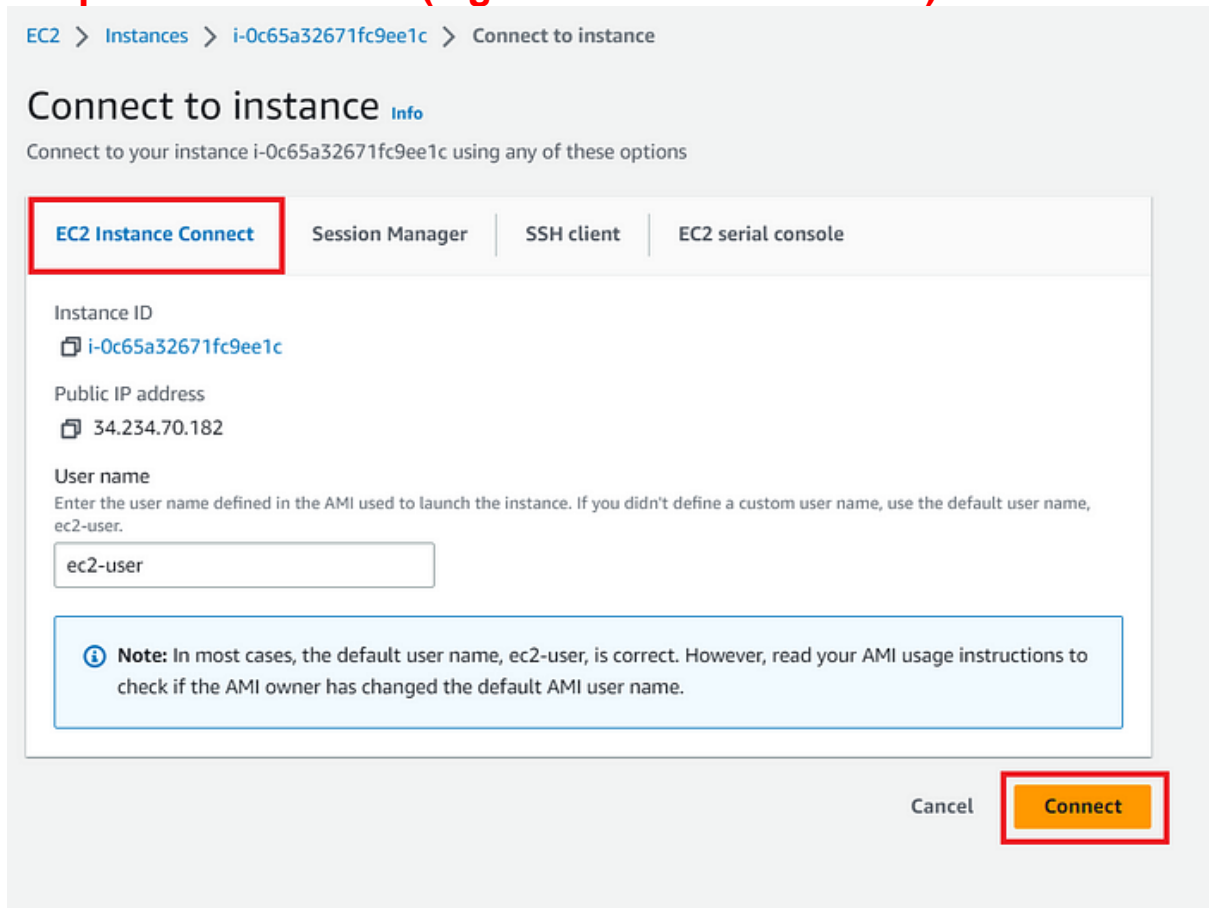 EC2 > Instances > i-0c65a32671fc9ee1c > Connect to instance
Connect to instance Info
Connect to your instance i-0c65a32671fc9ee1c using any of these options
EC2 Instance Connect Session Manager SSH client EC2 serial console
Instance ID
i-0c65a32671fc9ee1c
Public IP address
34.234.70.182
User name
Enter the user name defined in the AMI used to launch the instance. If you didn't define a custom user name, use the default user name,
ec2-user.
ec2-user
Note: In most cases, the default user name, ec2-user, is correct. However, read your AMI usage instructions to
check if the AMI owner has changed the default AMI user name.
Cancel Connect